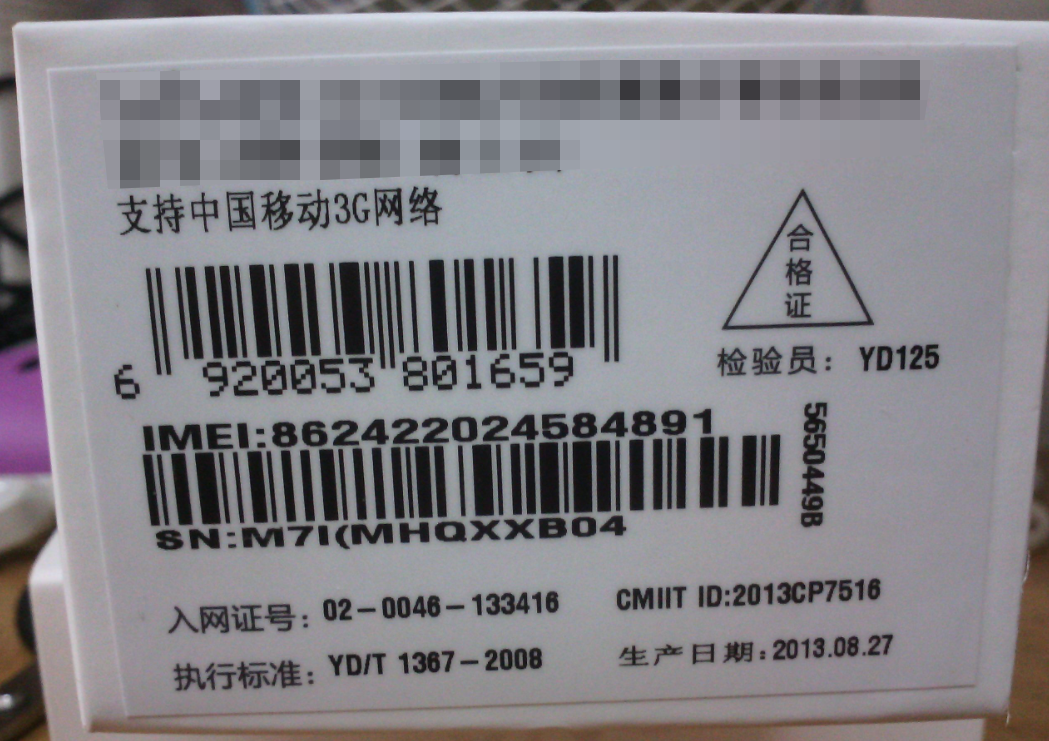 支持中国移动3G网络
合格证
检验员：YD125
6 920053 801659
IMEI:862422024584891
5650449B
SN:M7I(MHQXXB04
入网证号：02-0046-133416
CMIIT ID:2013CP7516
执行标准：YD/T 1367-2008
生产日期：2013.08.27